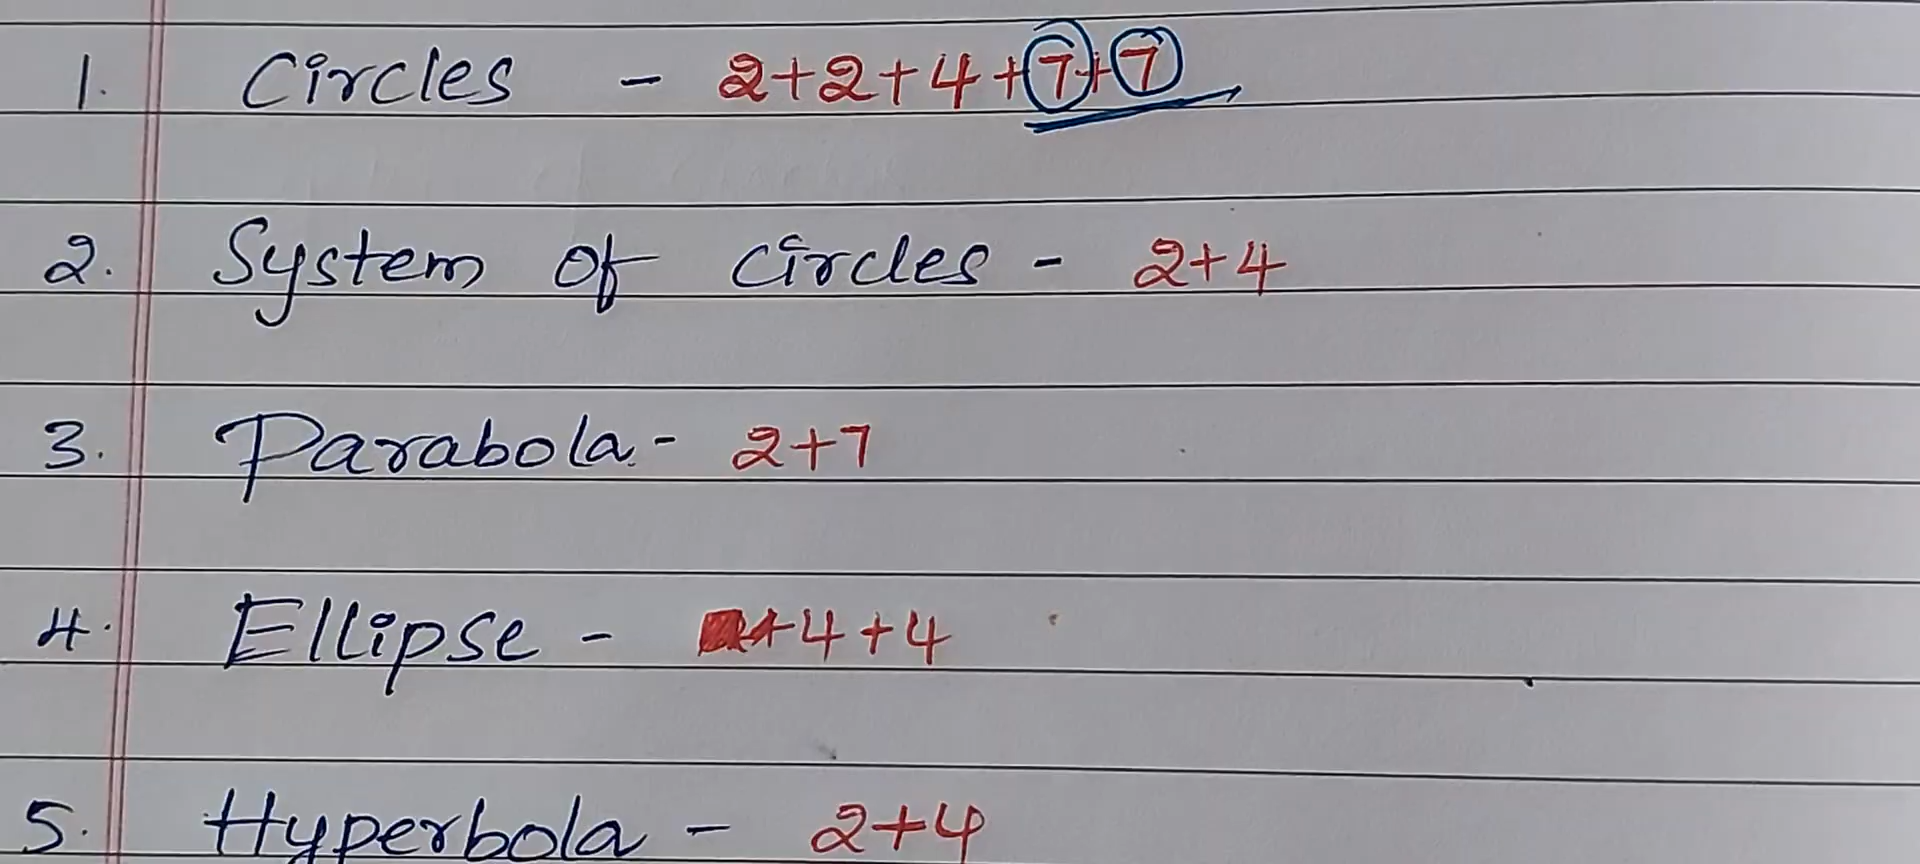 1. Circles - 2+2+4+7+7
2. System of circles - 2+4
3. Parabola - 2+7
4. Ellipse - +4+4
5. Hyperbola - 2+4